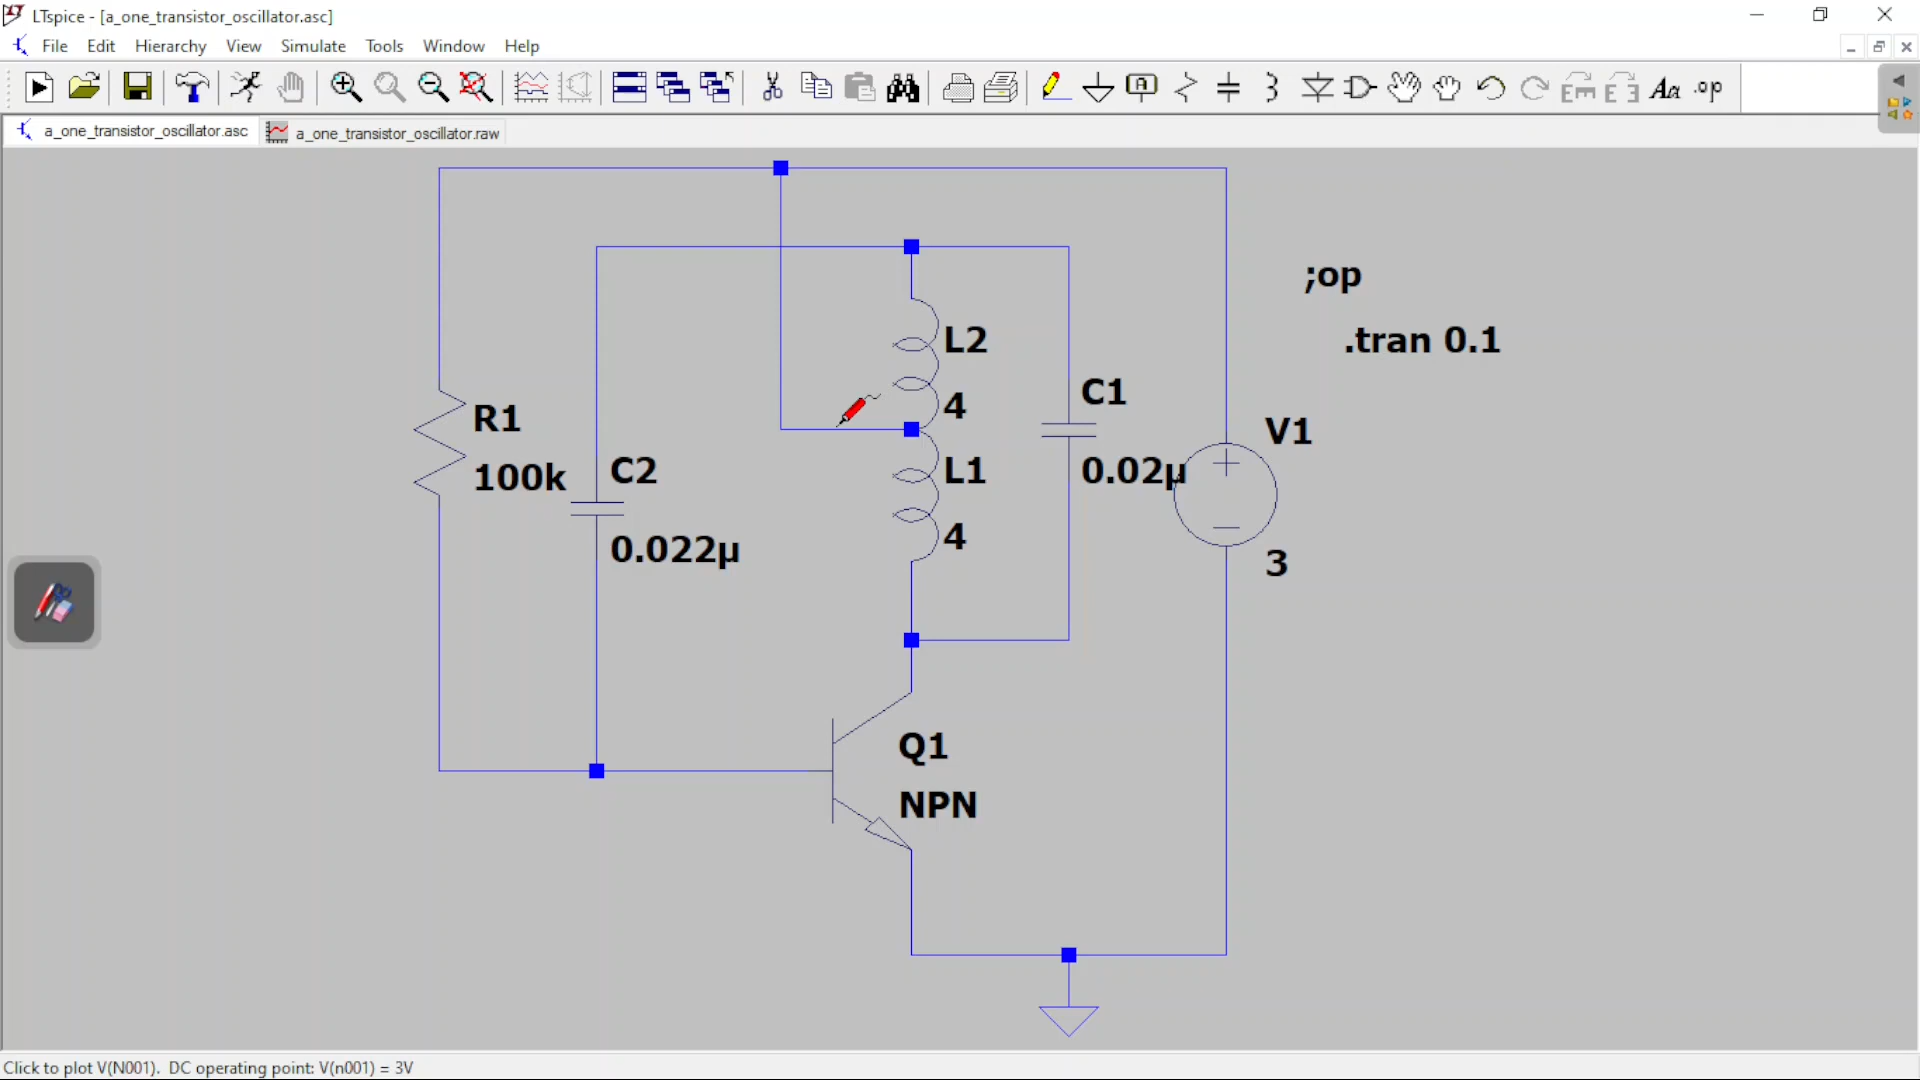 LTspice - [a_one_transistor_oscillator.asc]
File Edit Hierarchy View Simulate Tools Window Help
A Aa .op
a_one_transistor_oscillator.asc a_one_transistor_oscillator.raw
;op
L2
.tran 0.1
C1
4
R1
V1
C2
L1
0.02µ
100k
4
0.022µ
3
Q1
NPN
Click to plot V(N001). DC operating point: V(n001) = 3V